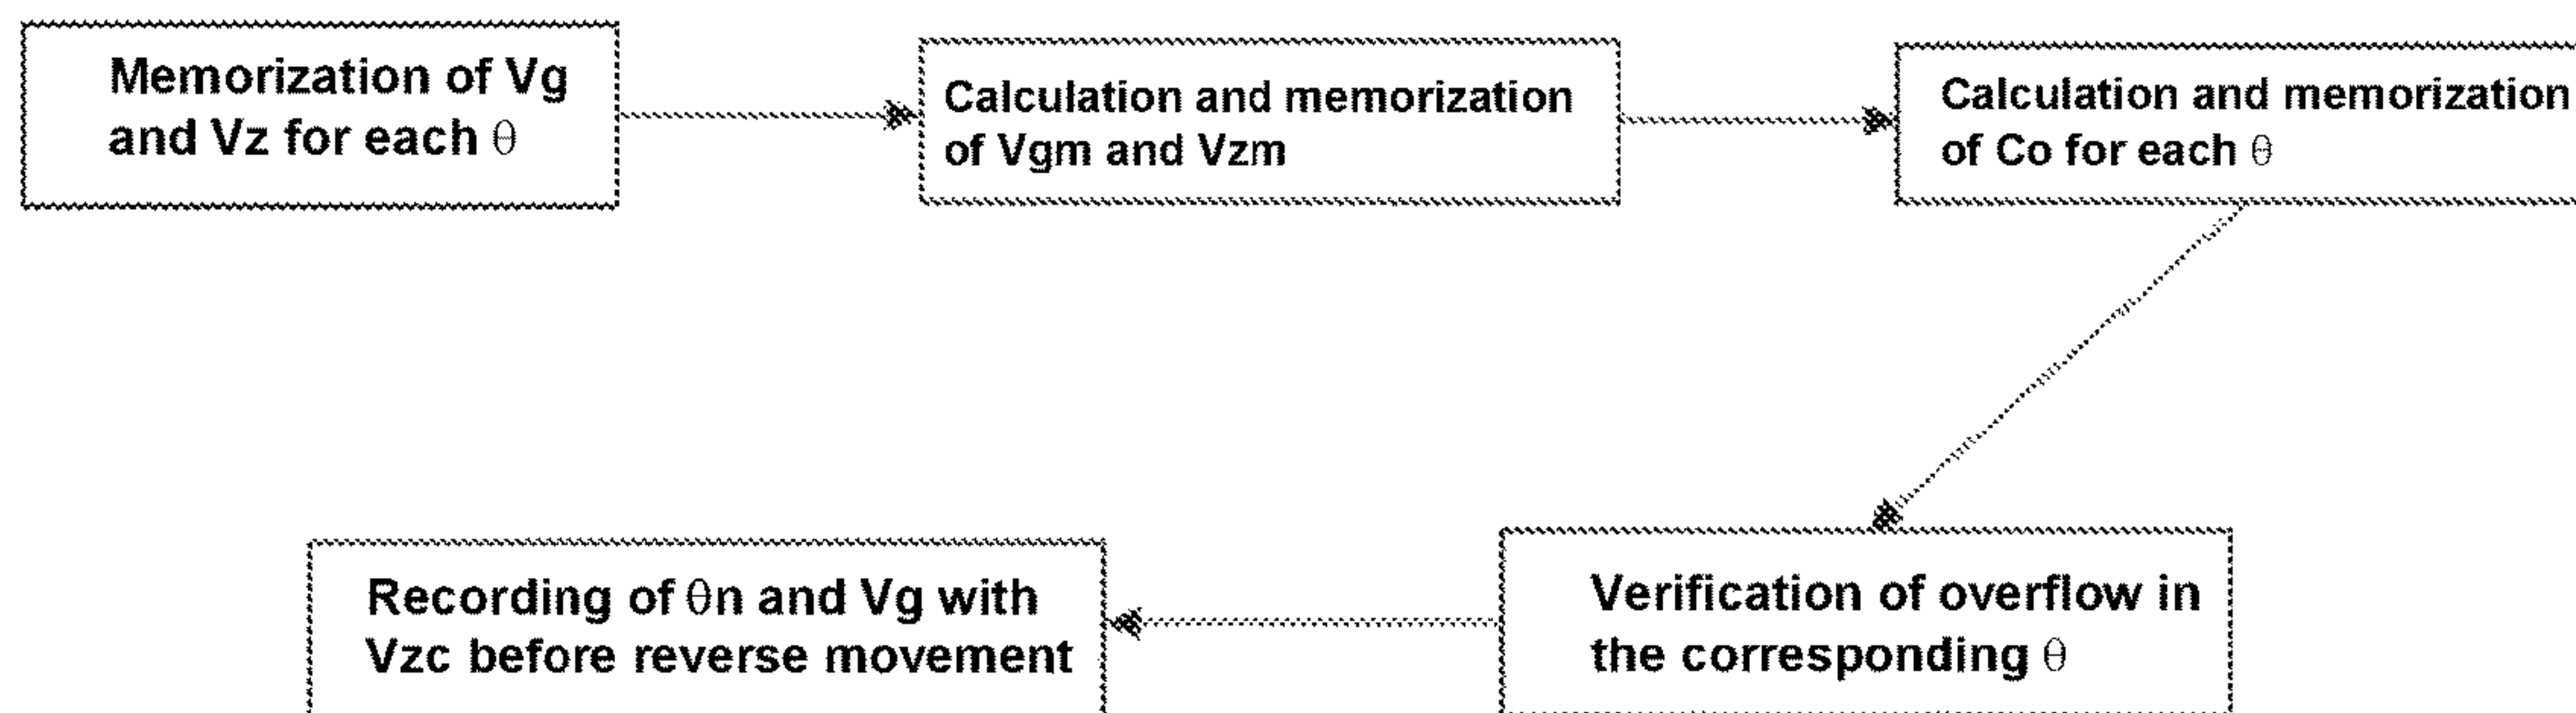 Memorization of Vg
and Vz for each θ
Calculation and memorization
of Vgm and Vzm
Calculation and memorization
of Co for each θ
Verification of overflow in
the corresponding θ
Recording of θn and Vg with
Vzc before reverse movement